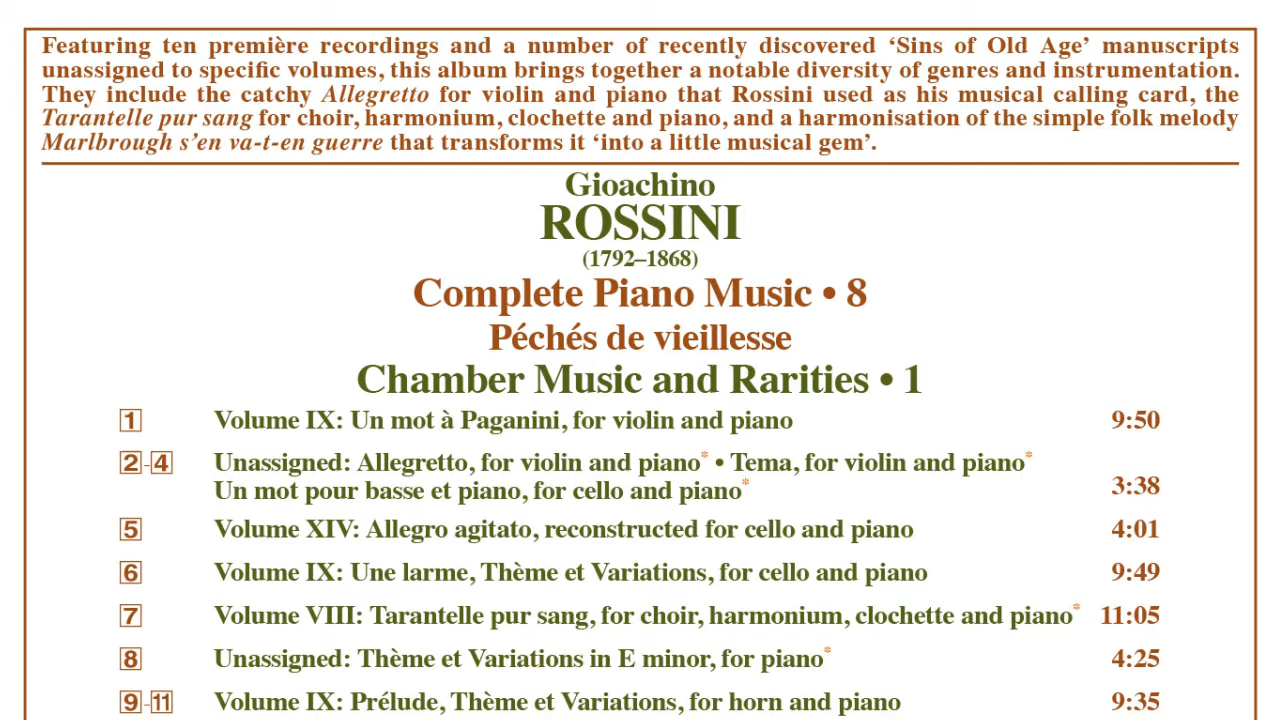 Featuring ten première recordings and a number of recently discovered ‘Sins of Old Age’ manuscripts
unassigned to specific volumes, this album brings together a notable diversity of genres and instrumentation.
They include the catchy Allegretto for violin and piano that Rossini used as his musical calling card, the
Tarantelle pur sang for choir, harmonium, clochette and piano, and a harmonisation of the simple folk melody
Marlbrough s’en va-t-en guerre that transforms it ‘into a little musical gem’.
Gioachino
ROSSINI
(1792–1868)
Complete Piano Music • 8
Péchés de vieillesse
Chamber Music and Rarities • 1
1 Volume IX: Un mot à Paganini, for violin and piano 9:50
2-4 Unassigned: Allegretto, for violin and piano* • Tema, for violin and piano*
Un mot pour basse et piano, for cello and piano* 3:38
5 Volume XIV: Allegro agitato, reconstructed for cello and piano 4:01
6 Volume IX: Une larme, Thème et Variations, for cello and piano 9:49
7 Volume VIII: Tarantelle pur sang, for choir, harmonium, clochette and piano* 11:05
8 Unassigned: Thème et Variations in E minor, for piano* 4:25
9-11 Volume IX: Prélude, Thème et Variations, for horn and piano 9:35